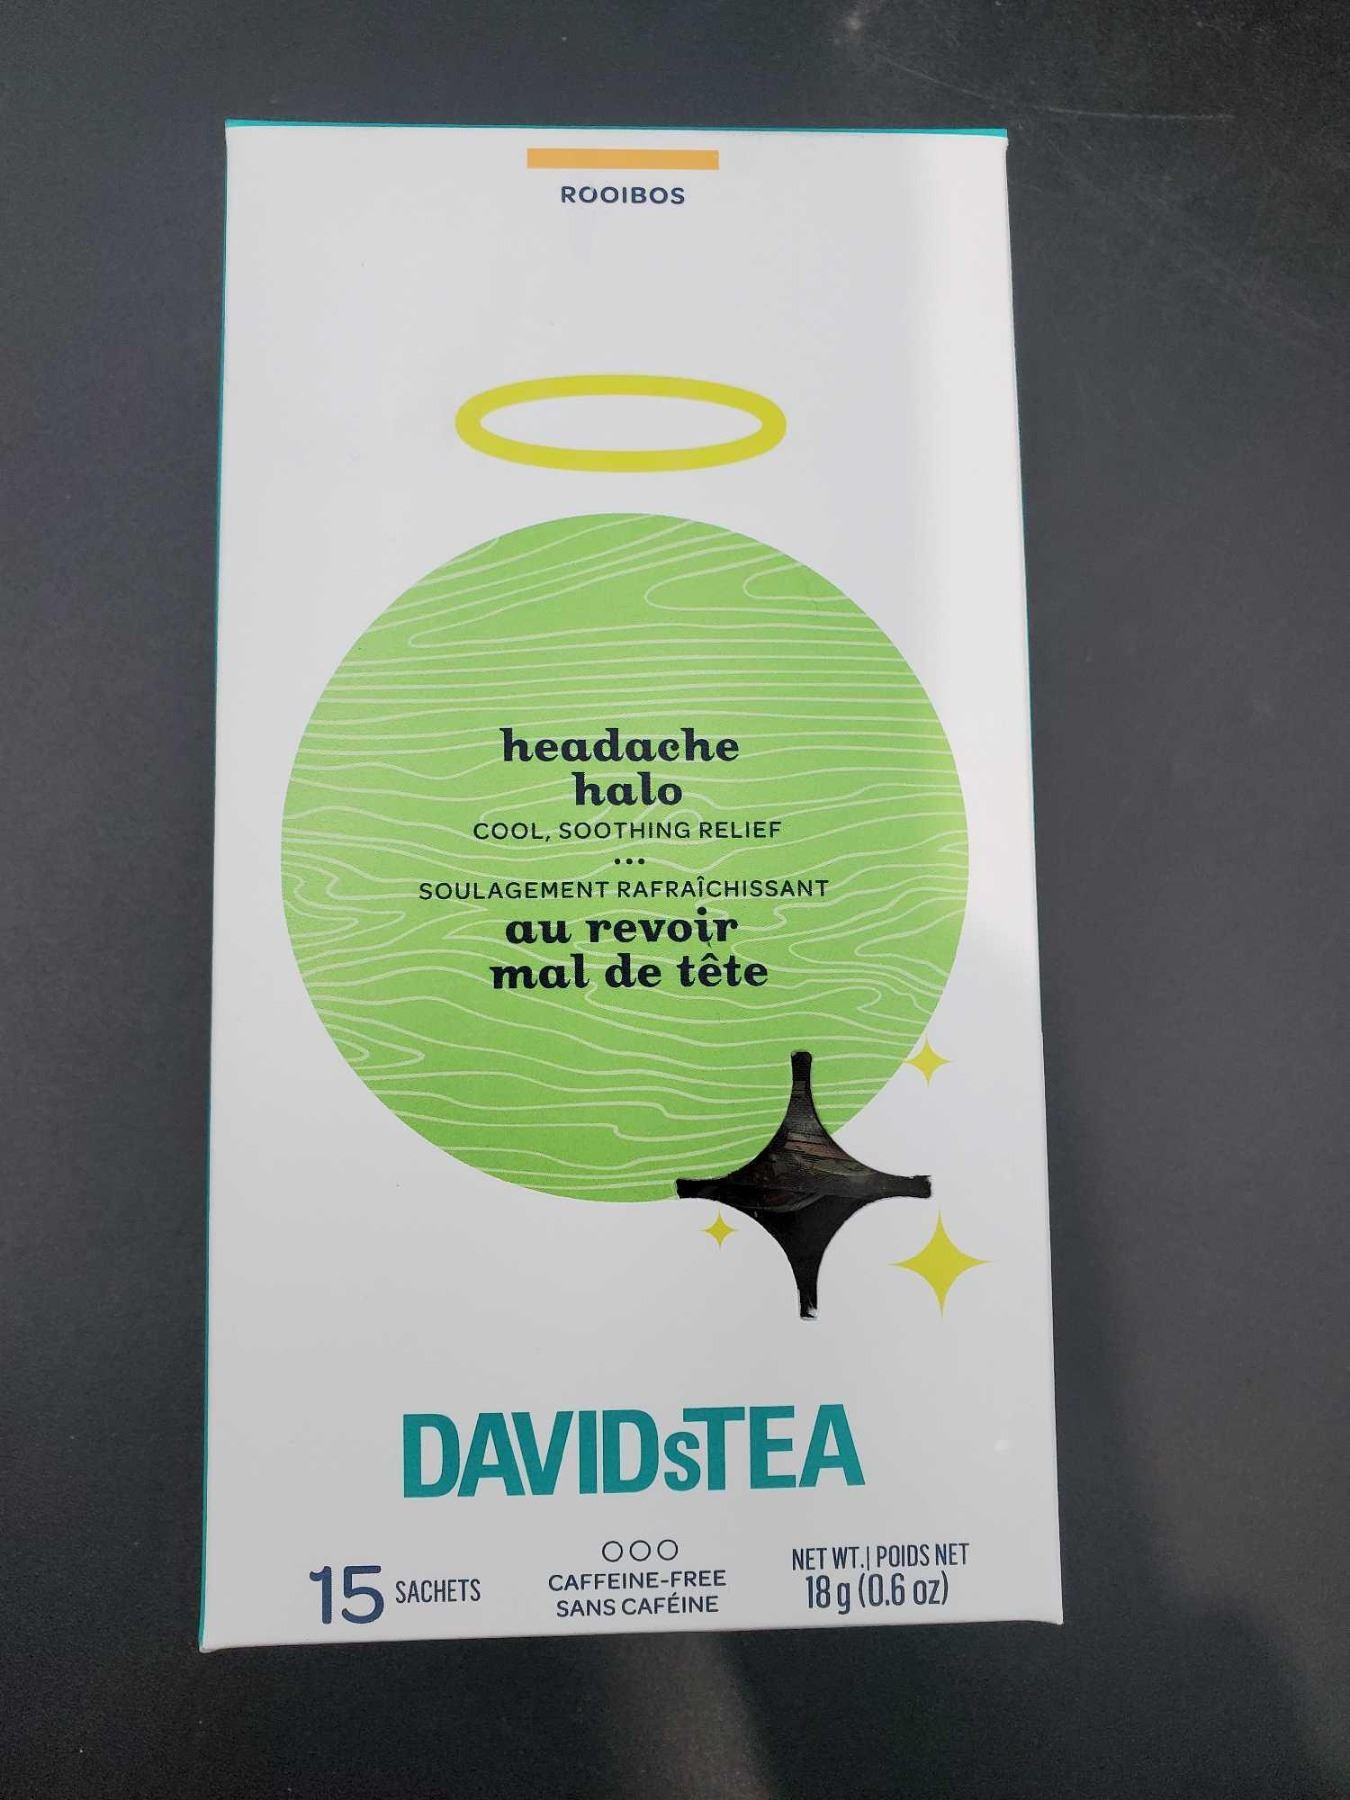 ROOIBOS
headache
halo
COOL, SOOTHING RELIEF
...
SOULAGEMENT RAFRAÎCHISSANT
au revoir
mal de tête
DAVIDsTEA
15 SACHETS
CAFFEINE-FREE
SANS CAFÉINE
NET WT. | POIDS NET
18 g (0.6 oz)